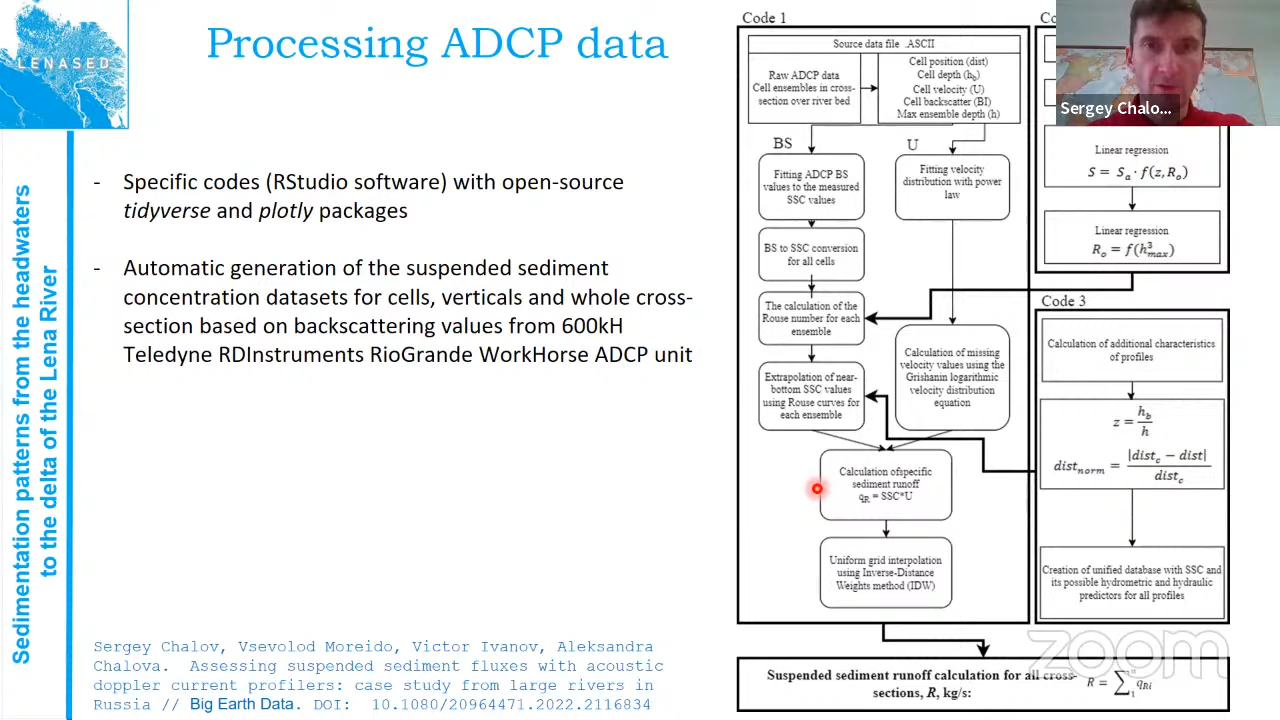 LENASED
Processing ADCP data
Sedimentation patterns from the headwaters
to the delta of the Lena River
- Specific codes (RStudio software) with open-source
tidyverse and plotly packages
- Automatic generation of the suspended sediment
concentration datasets for cells, verticals and whole cross-
section based on backscattering values from 600kH
Teledyne RDInstruments RioGrande WorkHorse ADCP unit
Sergey Chalov, Vsevolod Moreido, Victor Ivanov, Aleksandra
Chalova. Assessing suspended sediment fluxes with acoustic
doppler current profilers: case study from large rivers in
Russia // Big Earth Data. DOI: 10.1080/20964471.2022.2116834
Code 1
Source data file .ASCII
Raw ADCP data
Cell ensembles in cross-
section over river bed
Cell position (dist)
Cell depth (h_b)
Cell velocity (U)
Cell backscatter (BI)
Max ensemble depth (h)
BS
U
Fitting ADCP BS
values to the measured
SSC values
Fitting velocity
distribution with power
law
BS to SSC conversion
for all cells
The calculation of the
Rouse number for each
ensemble
Extrapolation of near-
bottom SSC values
using Rouse curves for
each ensemble
Calculation of missing
velocity values using the
Grishanin logarithmic
velocity distribution
equation
Calculation ofspecific
sediment runoff
q_R = SSC*U
Uniform grid interpolation
using Inverse-Distance
Weights method (IDW)
Sergey Chalo...
Linear regression
S = S_a · f(z, R_o)
Linear regression
R_o = f(h³_max)
Code 3
Calculation of additional characteristics
of profiles
z = h_b / h
dist_norm = |dist_c − dist| / dist_c
Creation of unified database with SSC and
its possible hydrometric and hydraulic
predictors for all profiles
zoom
Suspended sediment runoff calculation for all cross-
sections, R, kg/s:
R = ∑₁ⁿ q_Ri